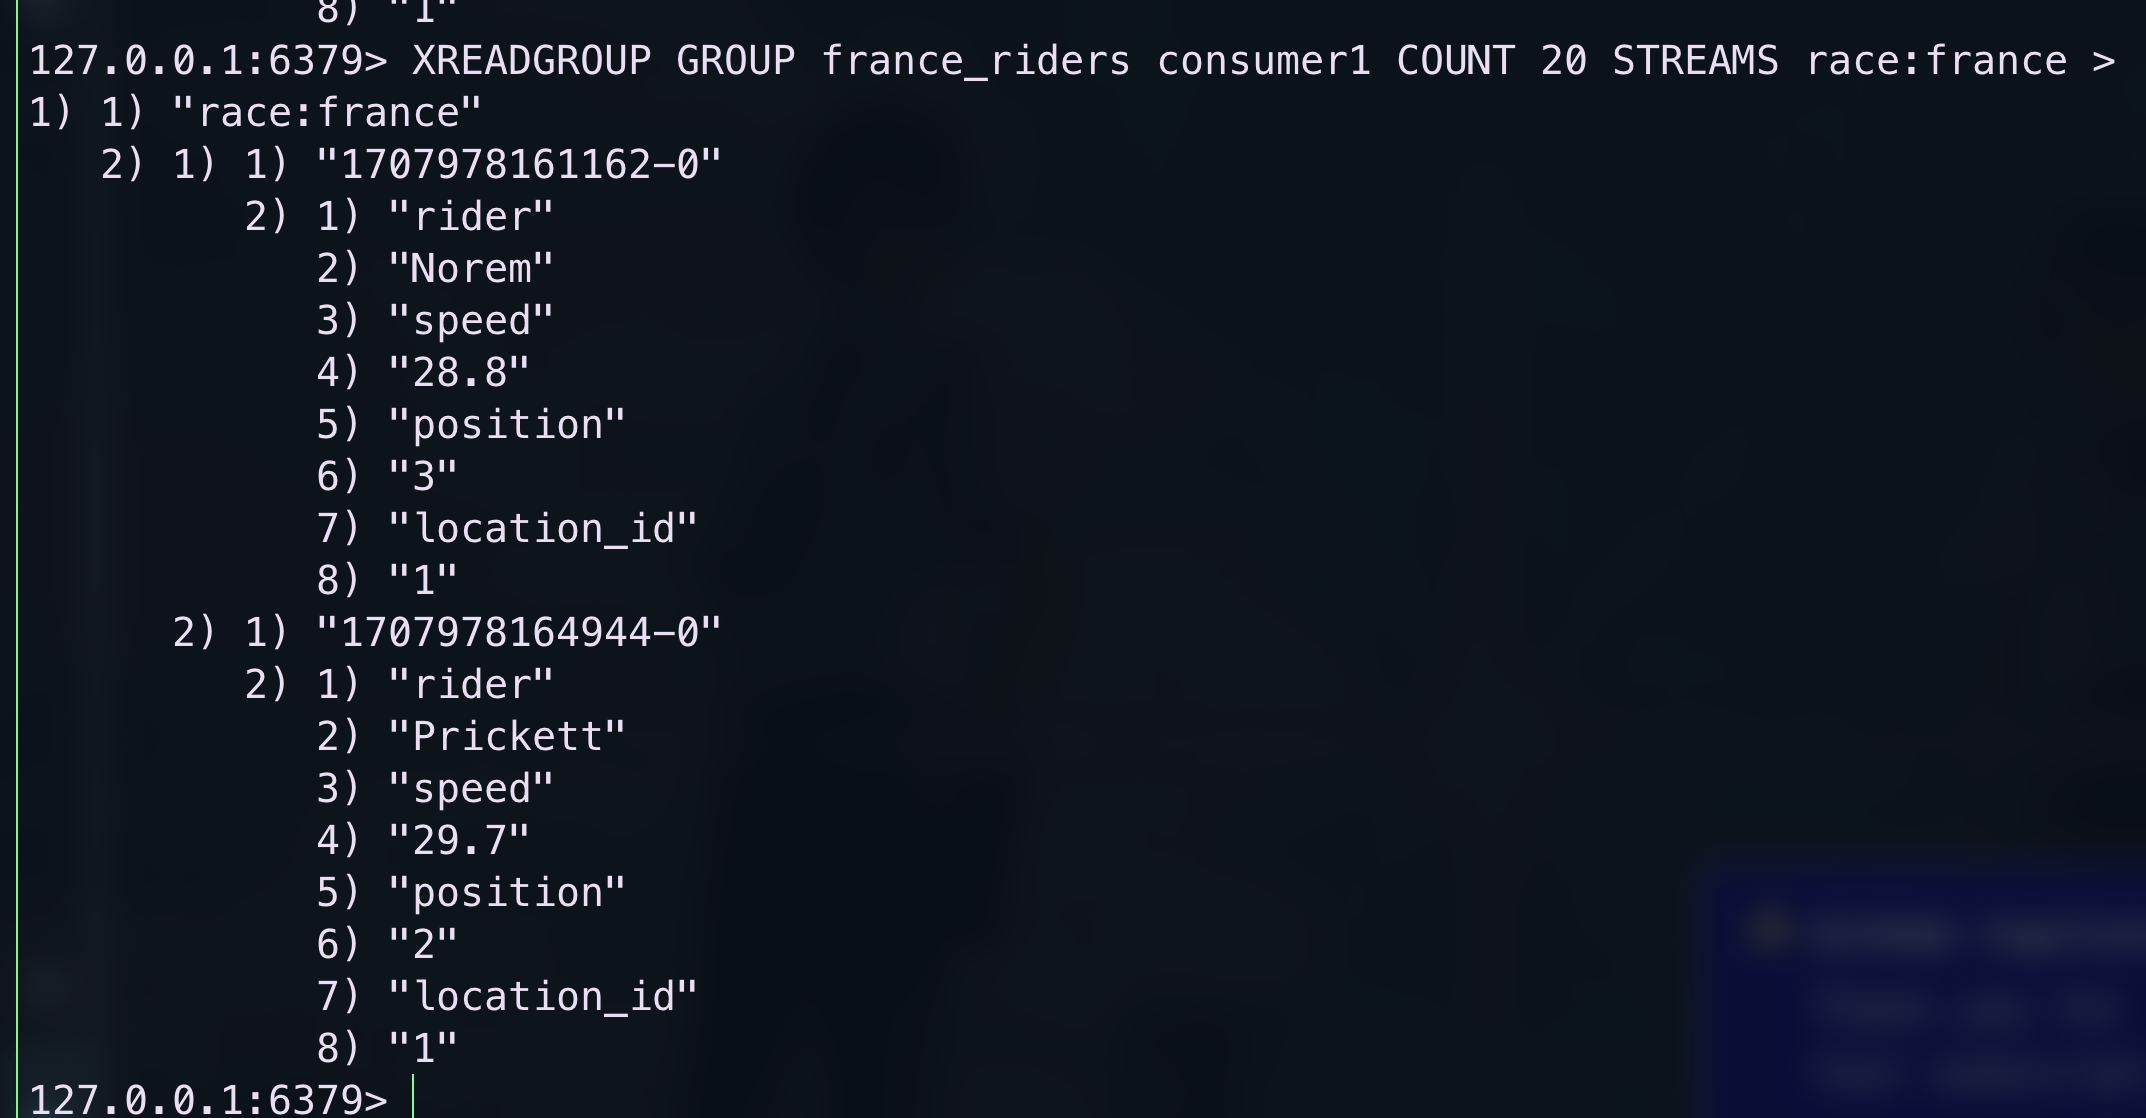 8) "1"
127.0.0.1:6379> XREADGROUP GROUP france_riders consumer1 COUNT 20 STREAMS race:france >
1) 1) "race:france"
2) 1) 1) "1707978161162-0"
2) 1) "rider"
2) "Norem"
3) "speed"
4) "28.8"
5) "position"
6) "3"
7) "location_id"
8) "1"
2) 1) "1707978164944-0"
2) 1) "rider"
2) "Prickett"
3) "speed"
4) "29.7"
5) "position"
6) "2"
7) "location_id"
8) "1"
127.0.0.1:6379>